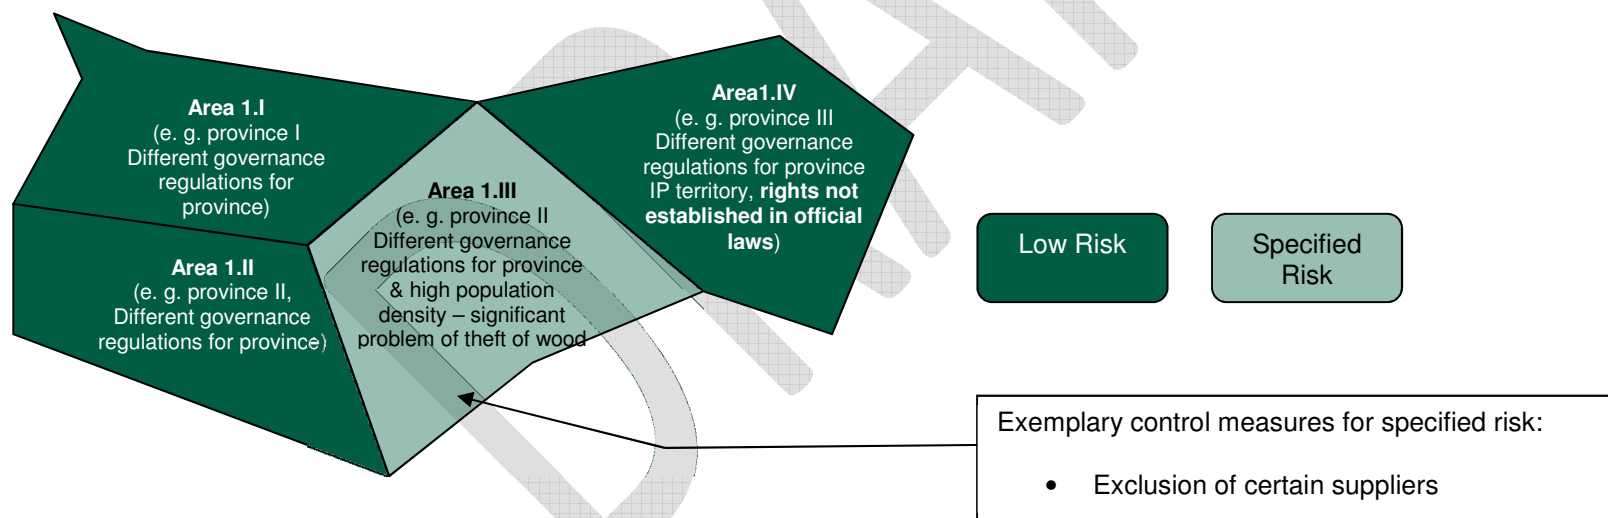 Area 1.I
(e. g. province I
Different governance
regulations for
province)
Area 1.II
(e. g. province II,
Different governance
regulations for province)
Area 1.III
(e. g. province II
Different governance
regulations for province
& high population
density – significant
problem of theft of wood
Area1.IV
(e. g. province III
Different governance
regulations for province
IP territory, rights not
established in official
laws)
Low Risk
Specified
Risk
Exemplary control measures for specified risk:
• Exclusion of certain suppliers